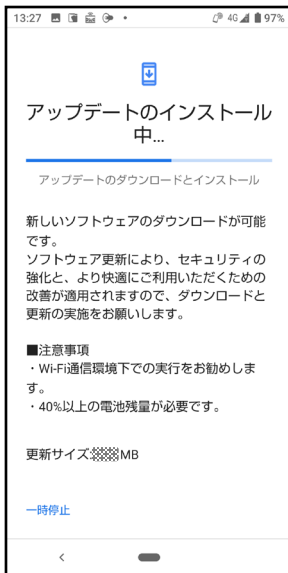 13:27 4G 97%
アップデートのインストール
中...
アップデートのダウンロードとインストール
新しいソフトウェアのダウンロードが可能
です。
ソフトウェア更新により、セキュリティの
強化と、より快適にご利用いただくための
改善が適用されますので、ダウンロードと
更新の実施をお願いします。
■注意事項
・Wi-Fi通信環境下での実行をお勧めしま
す。
・40%以上の電池残量が必要です。
更新サイズ:MB
一時停止